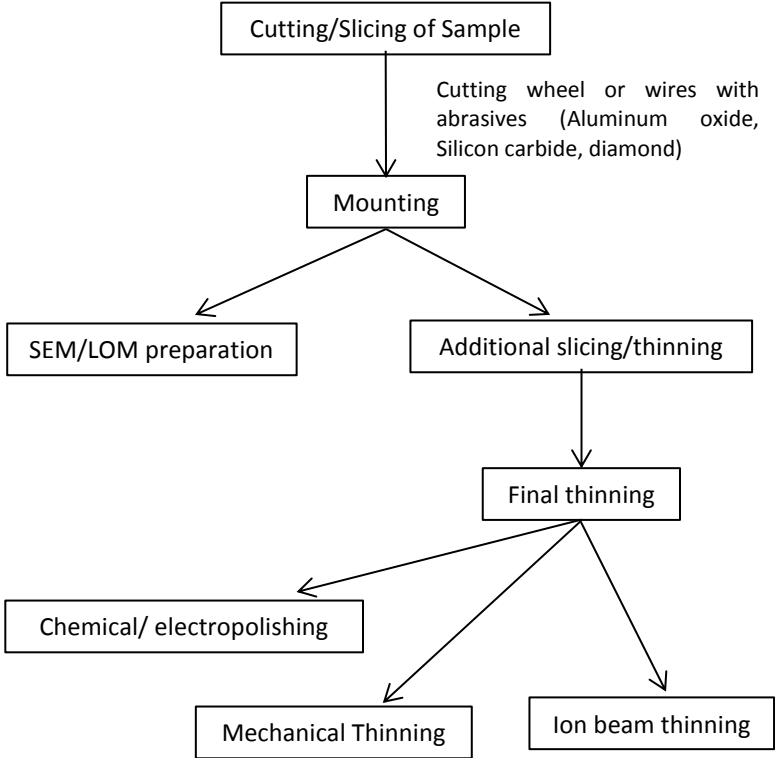 Cutting/Slicing of Sample
Cutting wheel or wires with
abrasives (Aluminum oxide,
Silicon carbide, diamond)
Mounting
SEM/LOM preparation
Additional slicing/thinning
Final thinning
Chemical/ electropolishing
Mechanical Thinning
Ion beam thinning